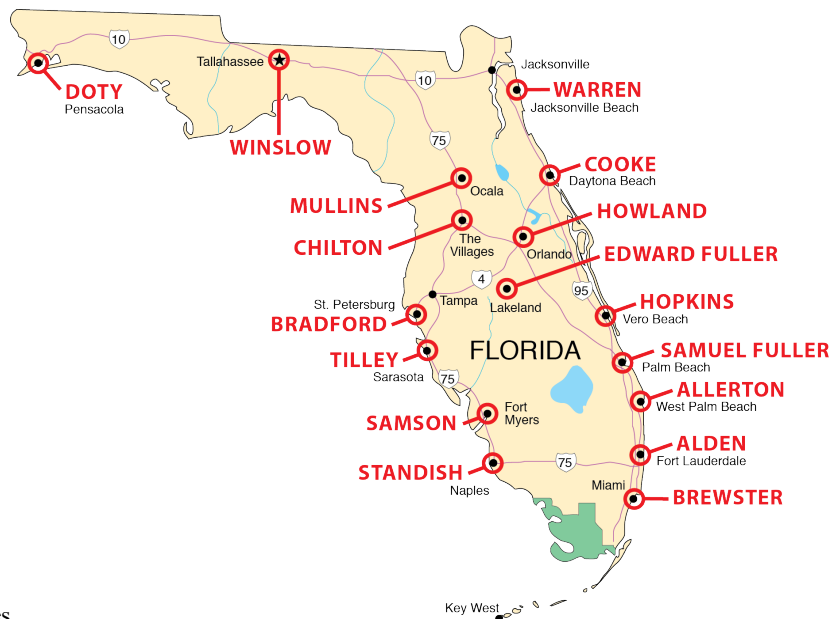 10
Jacksonville
Tallahassee
10
DOTY
Pensacola
WARREN
Jacksonville Beach
WINSLOW
75
COOKE
Daytona Beach
MULLINS
Ocala
HOWLAND
CHILTON
The
Villages
Orlando
EDWARD FULLER
4
95
St. Petersburg
Tampa
Lakeland
HOPKINS
Vero Beach
BRADFORD
TILLEY
Sarasota
FLORIDA
SAMUEL FULLER
Palm Beach
75
ALLERTON
West Palm Beach
SAMSON
Fort
Myers
ALDEN
Fort Lauderdale
STANDISH
Naples
75
Miami
BREWSTER
Key West